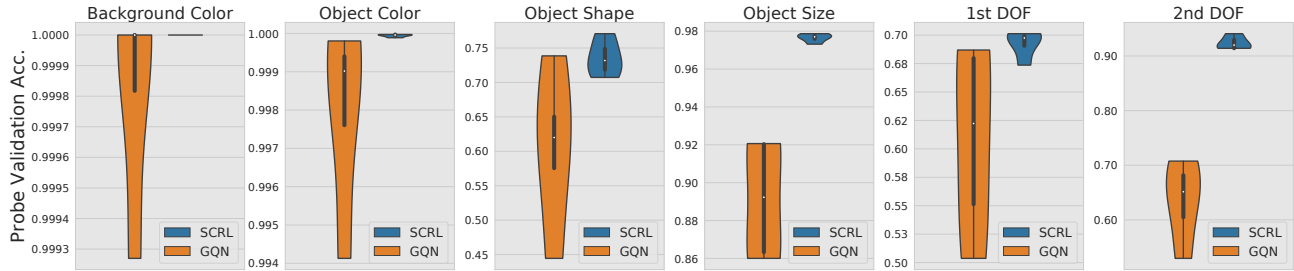 Background Color
Object Color
Object Shape
Object Size
1st DOF
2nd DOF
Probe Validation Acc.
1.0000
0.9999
0.9998
0.9997
0.9996
0.9995
0.9994
0.9993
SCRL
GQN
1.000
0.999
0.998
0.997
0.996
0.995
0.994
SCRL
GQN
0.75
0.70
0.65
0.60
0.55
0.50
0.45
SCRL
GQN
0.98
0.96
0.94
0.92
0.90
0.88
0.86
SCRL
GQN
0.70
0.68
0.65
0.62
0.60
0.57
0.55
0.53
0.50
SCRL
GQN
0.90
0.80
0.70
0.60
SCRL
GQN